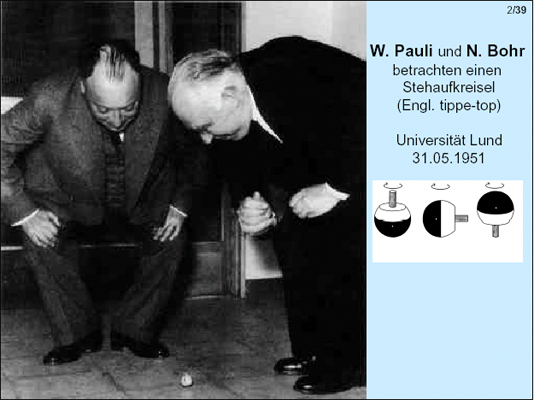 2/39
W. Pauli und N. Bohr
betrachten einen
Stehaufkreisel
(Engl. tippe-top)
Universität Lund
31.05.1951